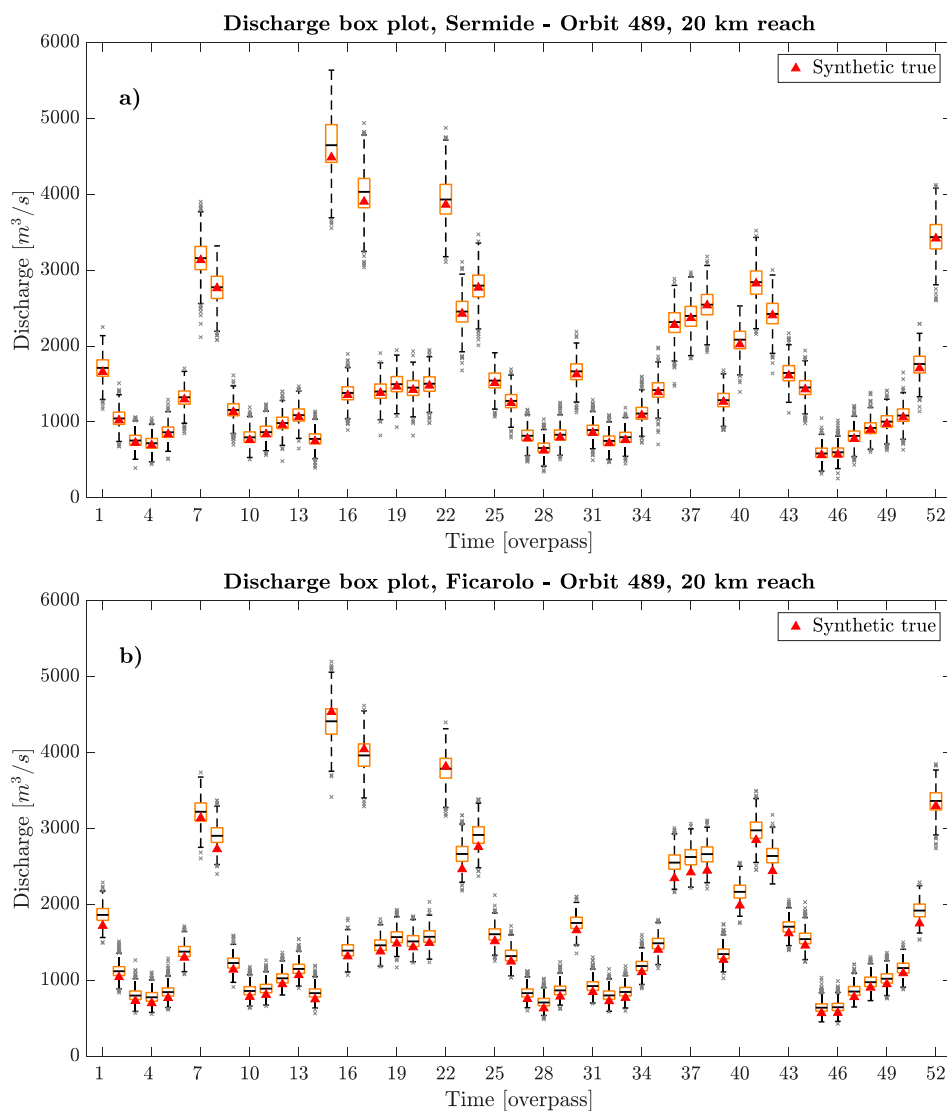 Discharge box plot, Sermide - Orbit 489, 20 km reach
6000
5000
4000
3000
2000
1000
0
Discharge [m³/s]
a)
Synthetic true
1 4 7 10 13 16 19 22 25 28 31 34 37 40 43 46 49 52
Time [overpass]
Discharge box plot, Ficarolo - Orbit 489, 20 km reach
6000
5000
4000
3000
2000
1000
0
Discharge [m³/s]
b)
Synthetic true
1 4 7 10 13 16 19 22 25 28 31 34 37 40 43 46 49 52
Time [overpass]